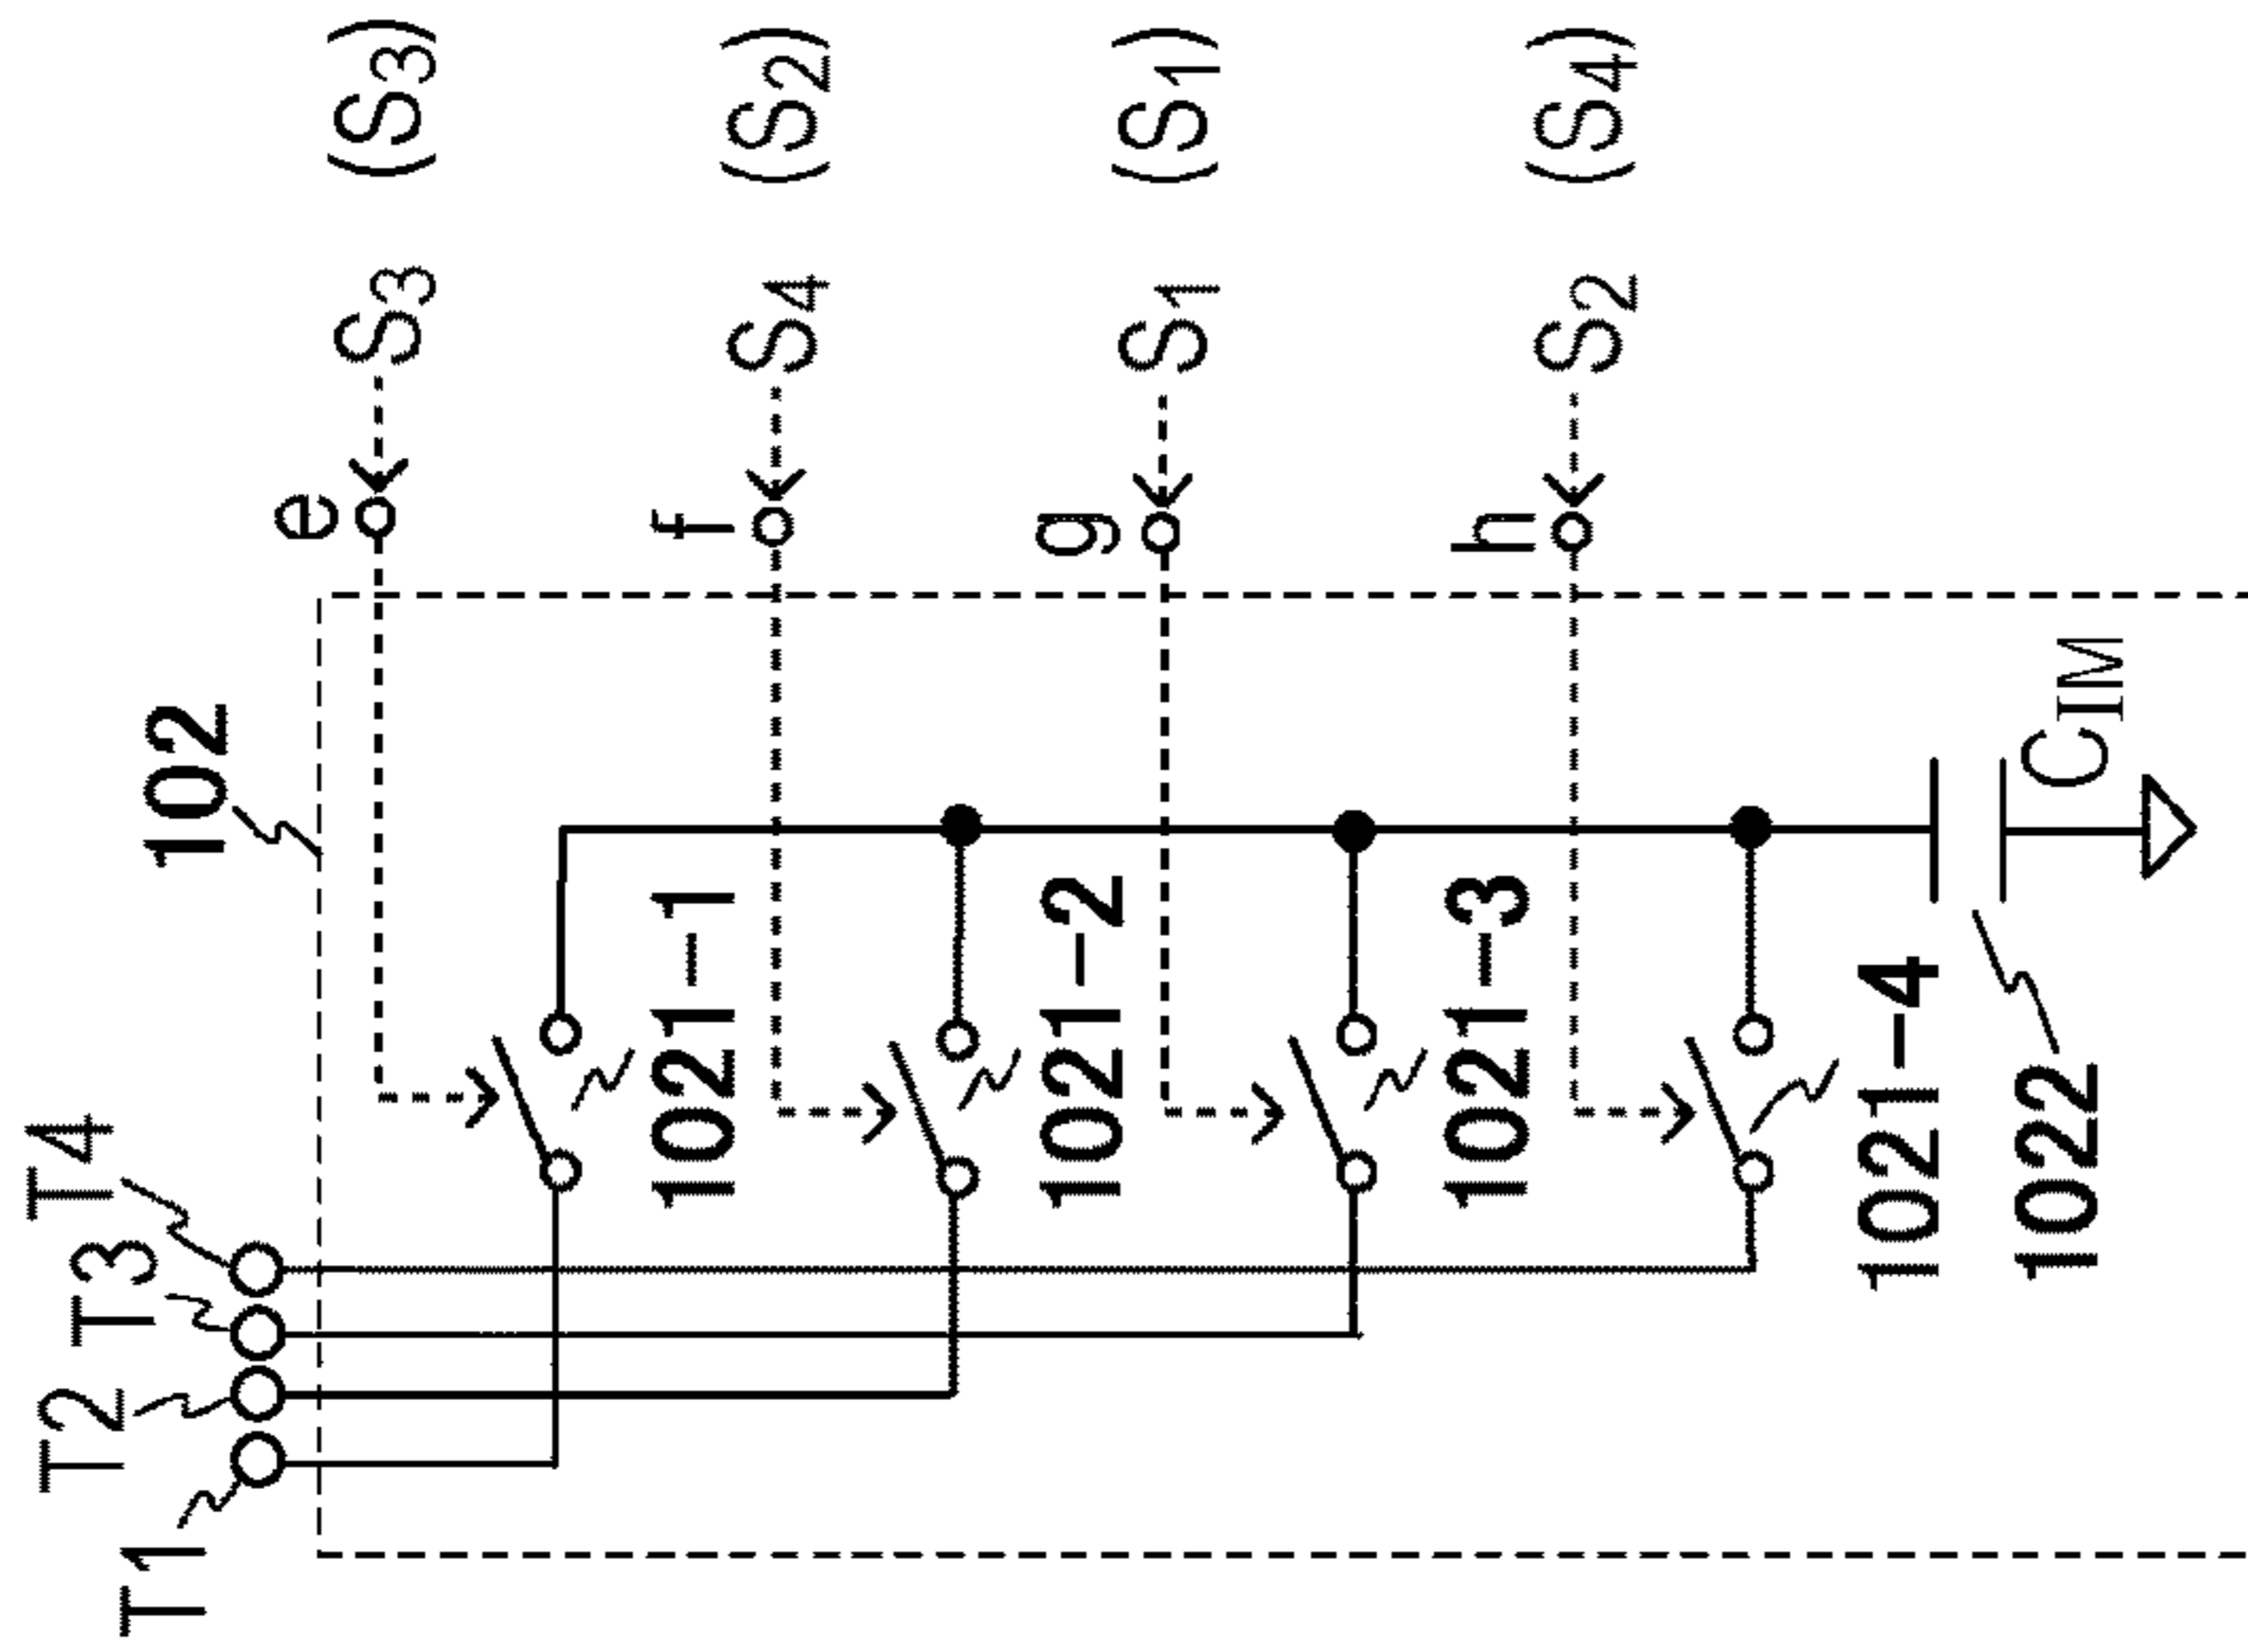 T1
T2
T3
T4
102
e
S3
(S3)
1021-1
f
S4
(S2)
1021-2
g
S1
(S1)
1021-3
h
S2
(S4)
1021-4
1022
CIM